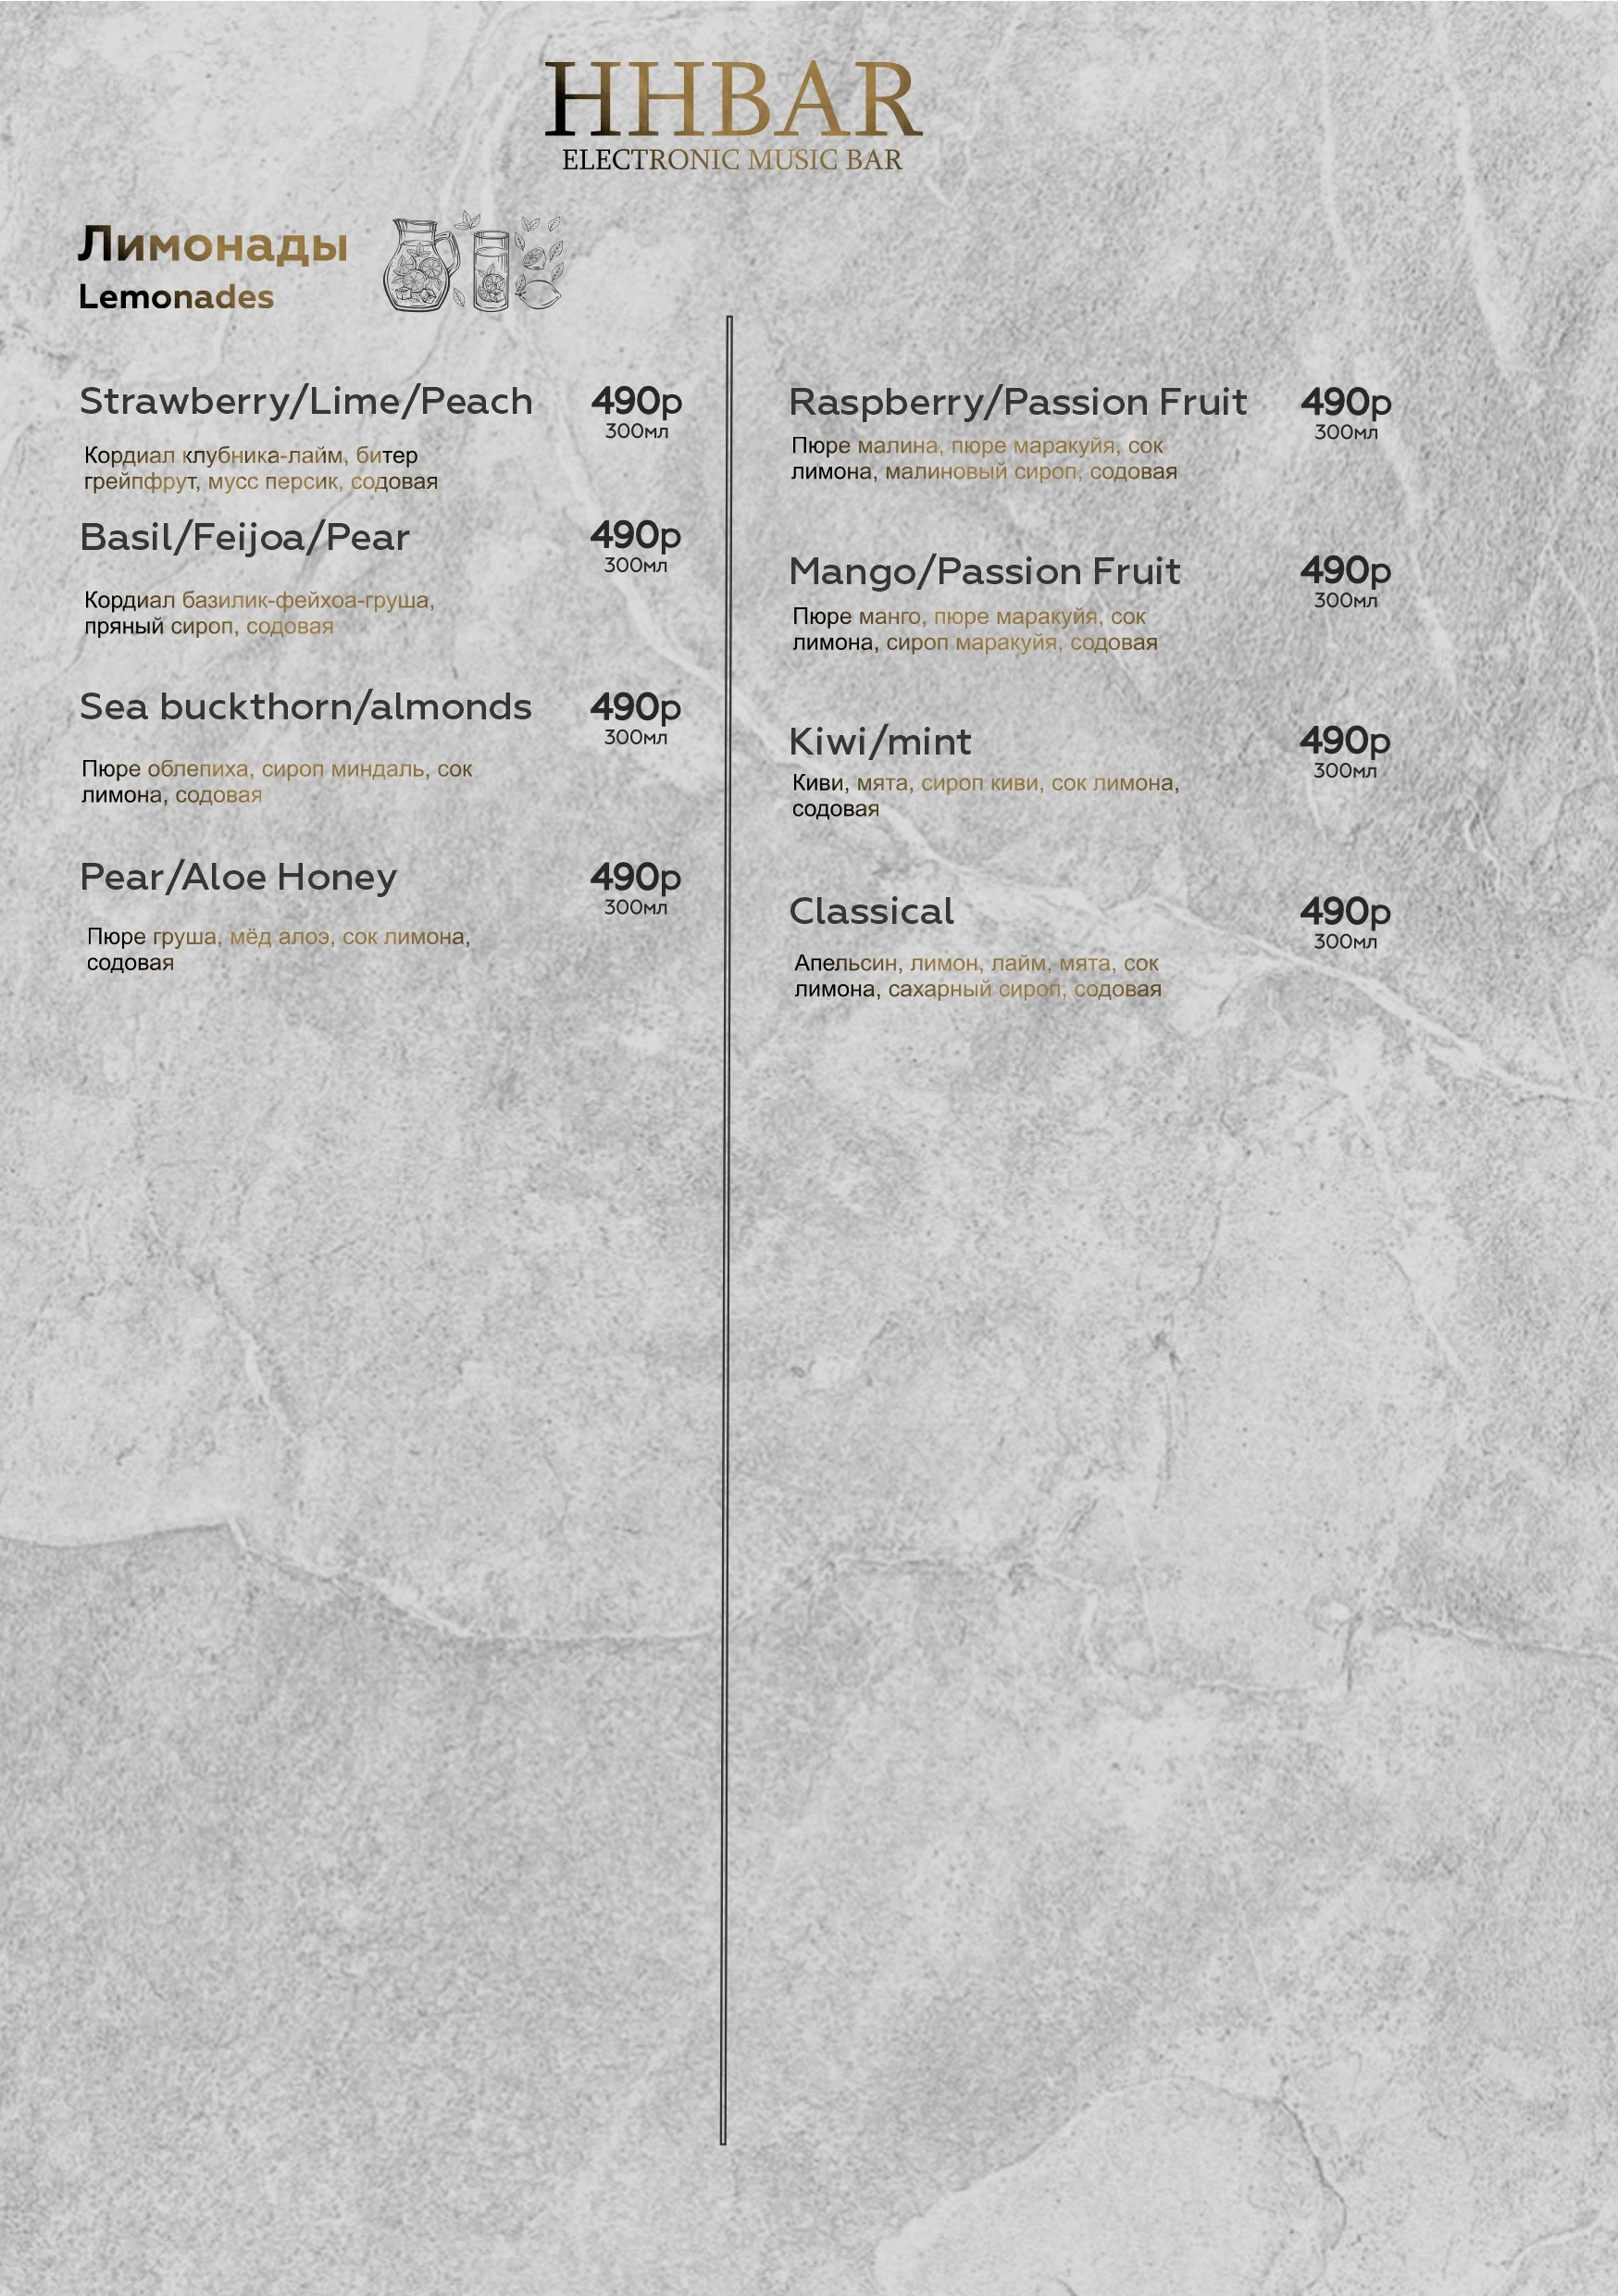 HHBAR
ELECTRONIC MUSIC BAR
Лимонады
Lemonades
Strawberry/Lime/Peach 490р
300мл
Кордиал клубника-лайм, битер
грейпфрут, мусс персик, содовая
Basil/Feijoa/Pear 490р
300мл
Кордиал базилик-фейхоа-груша,
пряный сироп, содовая
Sea buckthorn/almonds 490р
300мл
Пюре облепиха, сироп миндаль, сок
лимона, содовая
Pear/Aloe Honey 490р
300мл
Пюре груша, мёд алоэ, сок лимона,
содовая
Raspberry/Passion Fruit 490р
300мл
Пюре малина, пюре маракуйя, сок
лимона, малиновый сироп, содовая
Mango/Passion Fruit 490р
300мл
Пюре манго, пюре маракуйя, сок
лимона, сироп маракуйя, содовая
Kiwi/mint 490р
300мл
Киви, мята, сироп киви, сок лимона,
содовая
Classical 490р
300мл
Апельсин, лимон, лайм, мята, сок
лимона, сахарный сироп, содовая